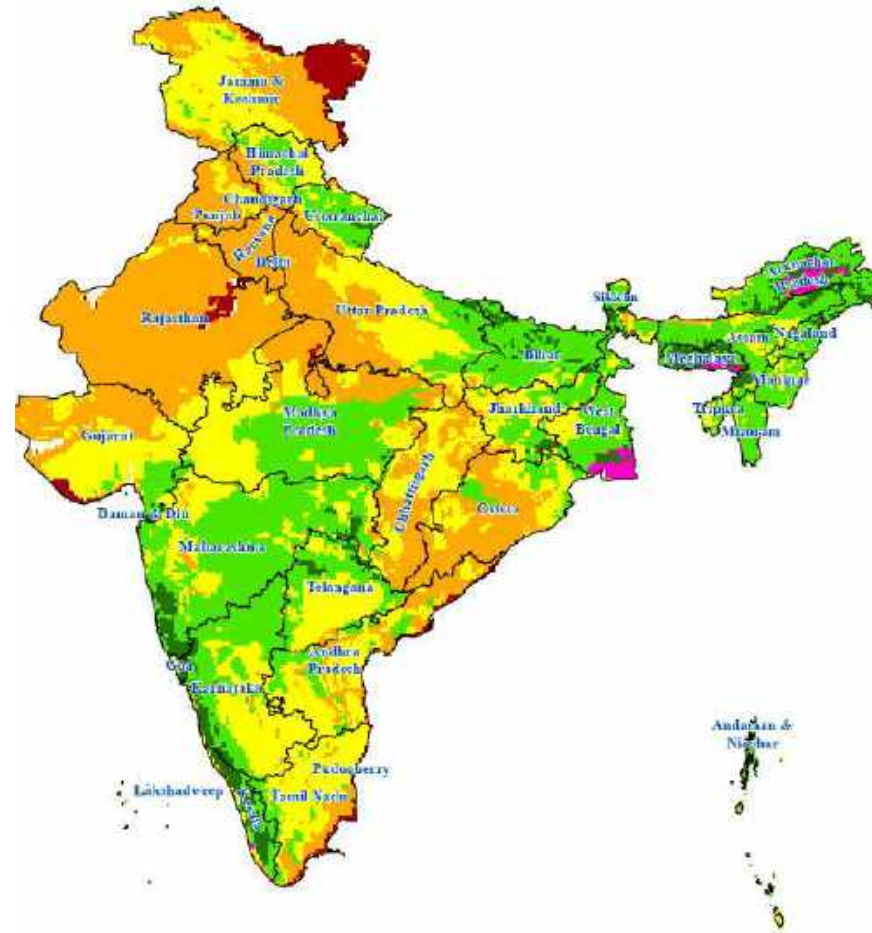 Jammu &
Kashmir
Himachal
Pradesh
Chandigarh
Punjab
Uttaranchal
Haryana
Delhi
Rajasthan
Uttar Pradesh
Sikkim
Arunachal
Pradesh
Assam
Nagaland
Bihar
Meghalaya
Manipur
Gujarat
Madhya
Pradesh
Jharkhand
West
Bengal
Tripura
Mizoram
Chhattisgarh
Daman & Diu
Orissa
Maharashtra
Telangana
Andhra
Pradesh
Goa
Karnataka
Andaman &
Nicobar
Puducherry
Lakshadweep
Kerala
Tamil Nadu